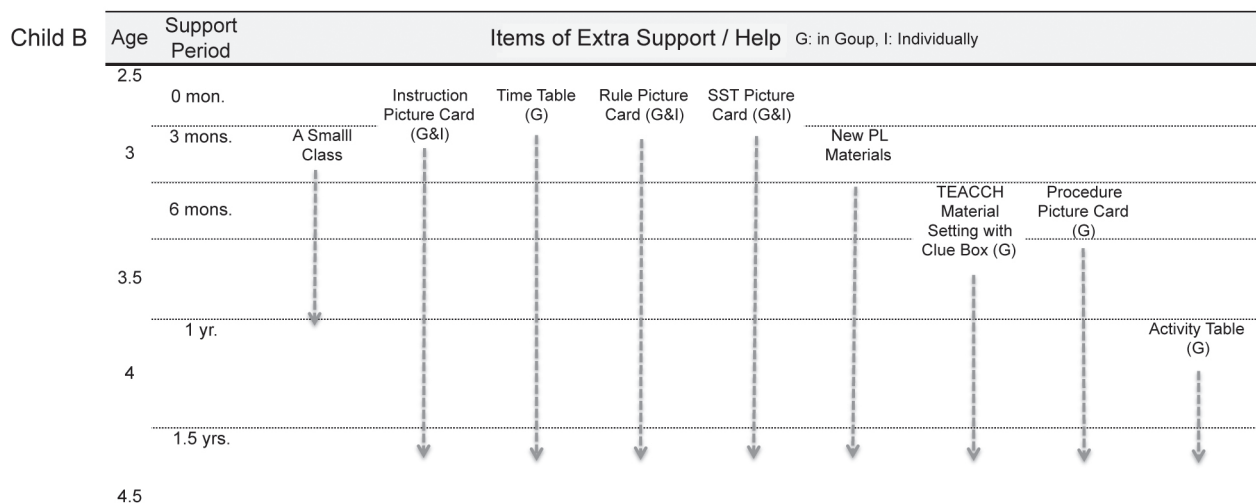 Child B
Age
Support
Period
Items of Extra Support / Help G: in Goup, I: Individually
2.5
0 mon.
Instruction
Picture Card
(G&I)
Time Table
(G)
Rule Picture
Card (G&I)
SST Picture
Card (G&I)
3 mons.
3
A Smalll
Class
New PL
Materials
6 mons.
TEACCH
Material
Setting with
Clue Box (G)
Procedure
Picture Card
(G)
3.5
1 yr.
Activity Table
(G)
4
1.5 yrs.
4.5